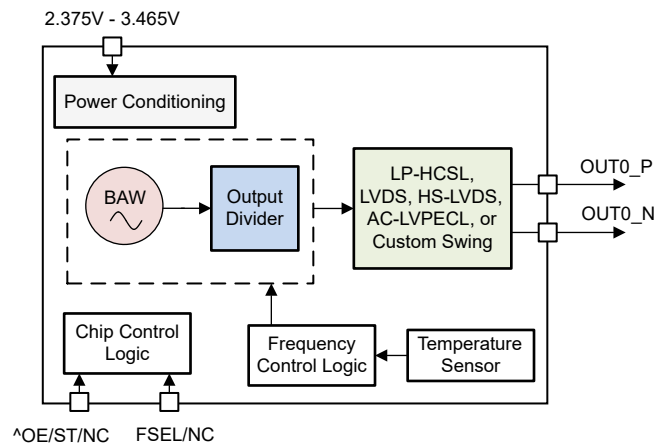 2.375V - 3.465V
Power Conditioning
BAW
Output
Divider
LP-HCSL,
LVDS, HS-LVDS,
AC-LVPECL, or
Custom Swing
OUT0_P
OUT0_N
Chip Control
Logic
Frequency
Control Logic
Temperature
Sensor
^OE/ST/NC
FSEL/NC